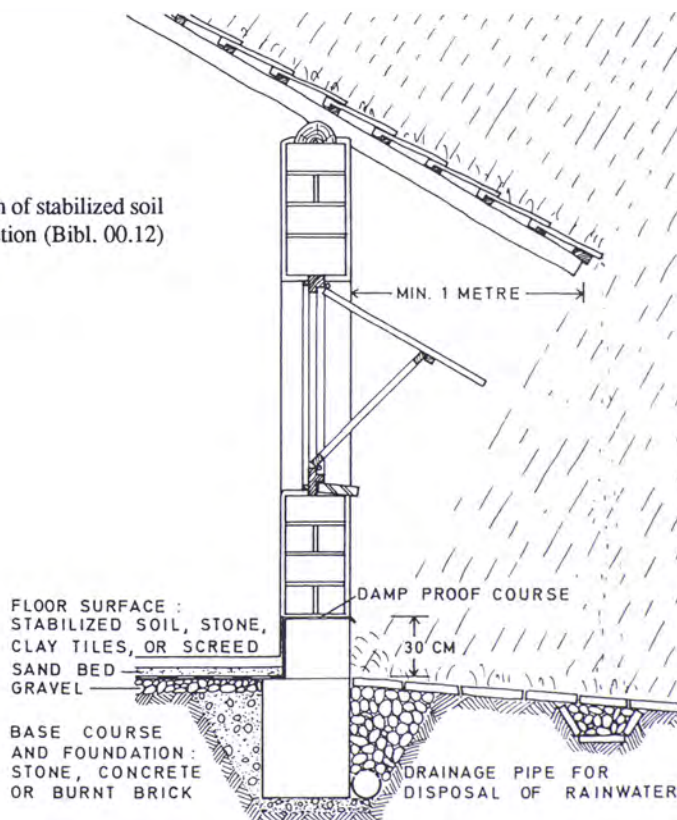 n of stabilized soil
ction (Bibl. 00.12)
MIN. 1 METRE
DAMP PROOF COURSE
30 CM
FLOOR SURFACE :
STABILIZED SOIL, STONE,
CLAY TILES, OR SCREED
SAND BED
GRAVEL
BASE COURSE
AND FOUNDATION :
STONE, CONCRETE
OR BURNT BRICK
DRAINAGE PIPE FOR
DISPOSAL OF RAINWATER